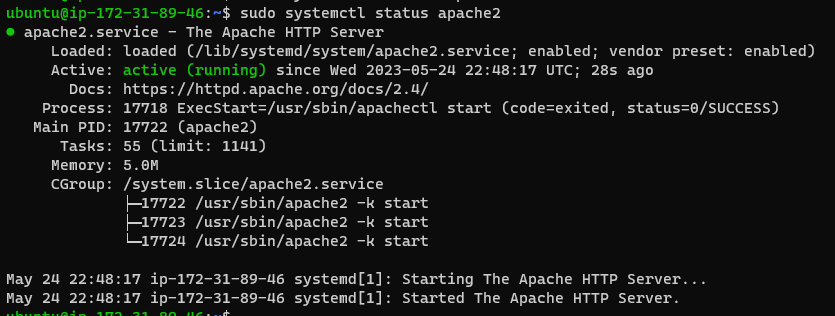 ubuntu@ip-172-31-89-46:~$ sudo systemctl status apache2
● apache2.service - The Apache HTTP Server
     Loaded: loaded (/lib/systemd/system/apache2.service; enabled; vendor preset: enabled)
     Active: active (running) since Wed 2023-05-24 22:48:17 UTC; 28s ago
       Docs: https://httpd.apache.org/docs/2.4/
    Process: 17718 ExecStart=/usr/sbin/apachectl start (code=exited, status=0/SUCCESS)
   Main PID: 17722 (apache2)
      Tasks: 55 (limit: 1141)
     Memory: 5.0M
     CGroup: /system.slice/apache2.service
             ├─17722 /usr/sbin/apache2 -k start
             ├─17723 /usr/sbin/apache2 -k start
             └─17724 /usr/sbin/apache2 -k start

May 24 22:48:17 ip-172-31-89-46 systemd[1]: Starting The Apache HTTP Server...
May 24 22:48:17 ip-172-31-89-46 systemd[1]: Started The Apache HTTP Server.
ubuntu@ip-172-31-89-46:~$